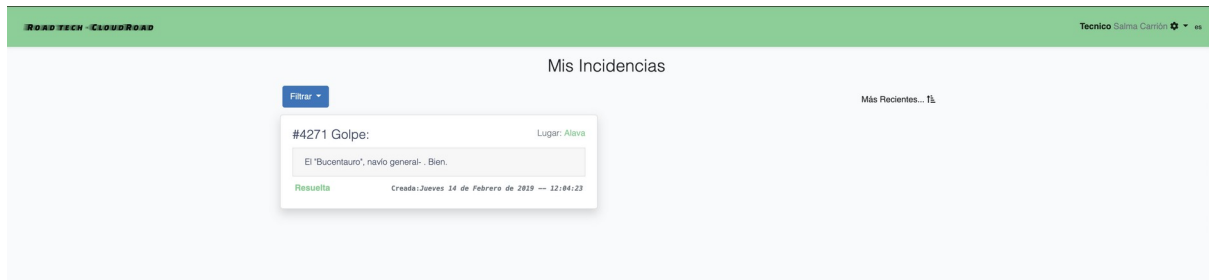 ROAD TECH - CLOUDROAD
Tecnico Salma Carrión es
Mis Incidencias
Filtrar
Más Recientes...
#4271 Golpe:
Lugar: Alava
El "Bucentauro", navío general- . Bien.
Resuelta
Creada:Jueves 14 de Febrero de 2019 —— 12:04:23